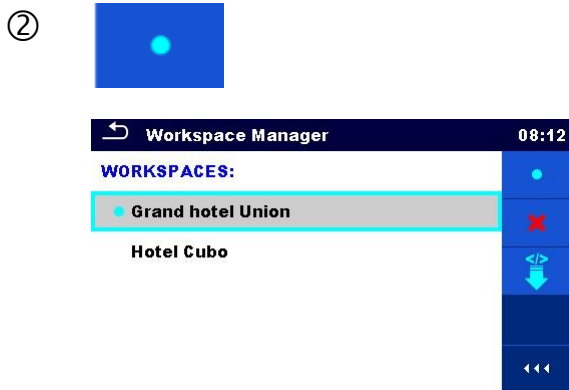 ②
Workspace Manager 08:12
WORKSPACES:
Grand hotel Union
Hotel Cubo
</>